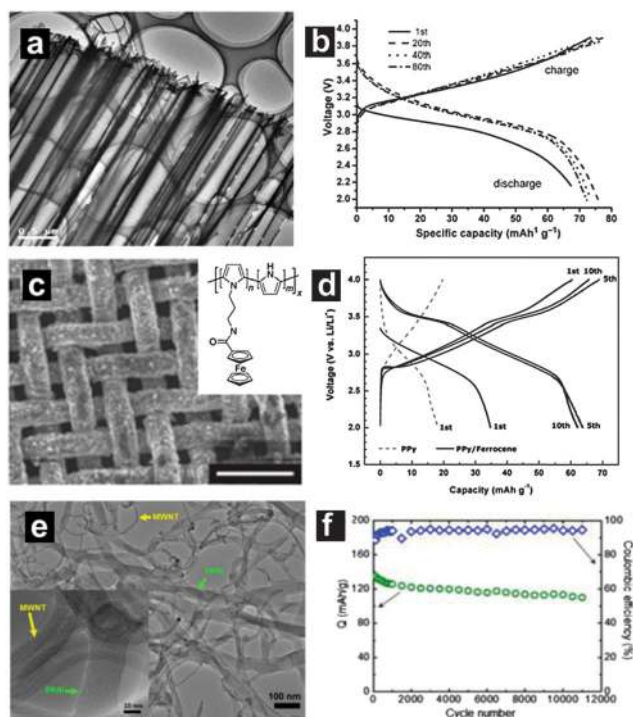 a
0.5 μm
b
1st
20th
40th
80th
charge
discharge
Voltage (V)
4.0
3.8
3.6
3.4
3.2
3.0
2.8
2.6
2.4
2.2
2.0
0 10 20 30 40 50 60 70 80
Specific capacity (mAh¹ g⁻¹)
c
H
N
N
n
m
x
N
O
Fe
d
Voltage (V vs. Li/Li⁺)
4.0
3.5
3.0
2.5
2.0
1st 10th
5th
1st
1st
10th
5th
PPy
PPy/Ferrocene
0 10 20 30 40 50 60 70
Capacity (mAh g⁻¹)
e
MWNT
MWNT
100 nm
f
Q (mAh/g)
200
160
120
80
40
0
Coulombic efficiency (%)
100
80
60
40
20
0
0 2000 4000 6000 8000 10000
Cycle number